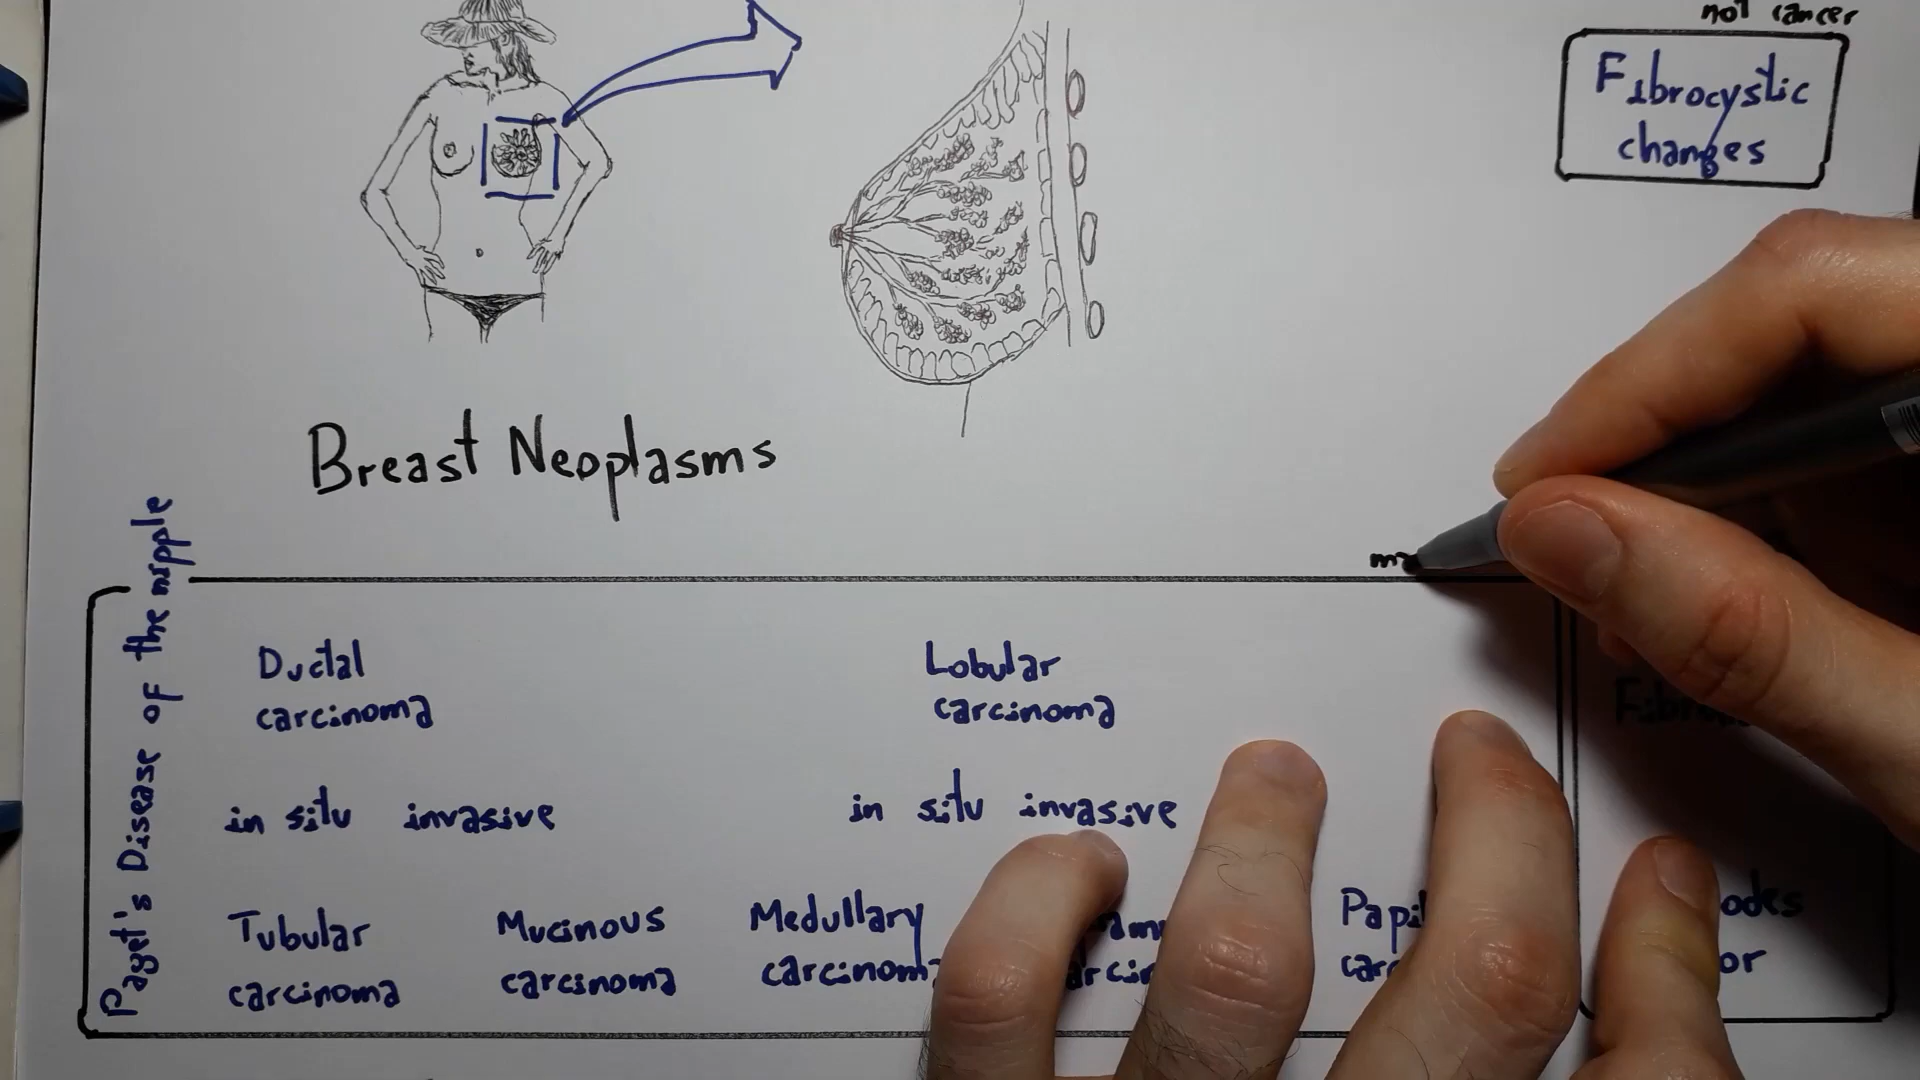 not cancer
Fibrocystic
changes
Breast Neoplasms
Paget's Disease of the nipple
Ductal
carcinoma
Lobular
carcinoma
in situ invasive
in situ invasive
Tubular
carcinoma
Mucinous
carcinoma
Medullary
carcinoma